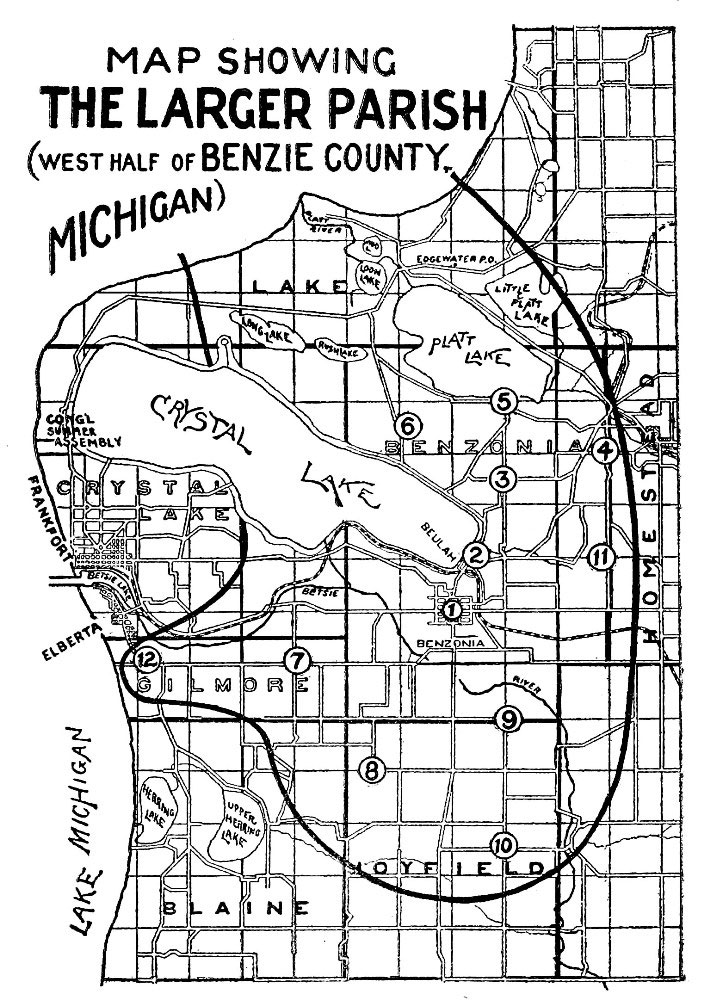 MAP SHOWING
THE LARGER PARISH
(WEST HALF OF BENZIE COUNTY
MICHIGAN)
PLATT
RIVER
MUD
L
LOON
LAKE
EDGEWATER P.O.
LAKE
LITTLE
PLATT
LAKE
LONG LAKE
RUSH LAKE
PLATT
LAKE
CRYSTAL
LAKE
CONG'L
SUMMER
ASSEMBLY
5
6
BENZONIA
4
3
HOMESTEAD
CRYSTAL
LAKE
FRANKFORT
BEULAH
2
11
BETSIE LAKE
BETSIE
1
ELBERTA
BENZONIA
12
7
GILMORE
RIVER
9
8
LAKE MICHIGAN
HERRING
LAKE
UPPER
HERRING
LAKE
10
JOYFIELD
BLAINE